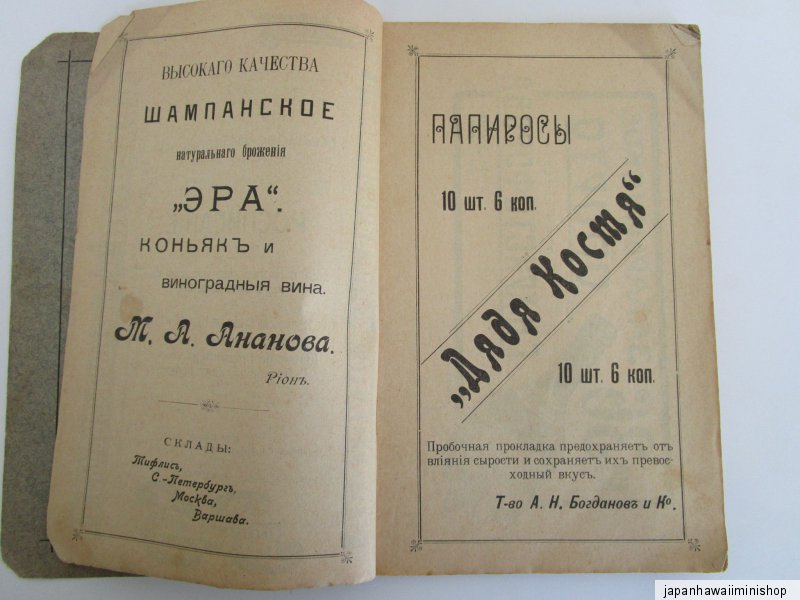 ВЫСОКАГО КАЧЕСТВА
ШАМПАНСКОЕ
натуральнаго броженія
„ЭРА“.
КОНЬЯКЪ и
ВИНОГРАДНЫЯ ВИНА.
М. А. Ананова.
Ріонъ.
СКЛАДЫ:
Тифлисъ,
С.-Петербургъ,
Москва,
Варшава.
ПАПИРОСЫ
10 шт. 6 коп.
„Дядя Костя“
10 шт. 6 коп.
Пробочная прокладка предохраняетъ отъ
вліянія сырости и сохраняетъ ихъ превос-
ходный вкусъ.
Т-во А. Н. Богдановъ и Ко.
japanhawaiiminishop